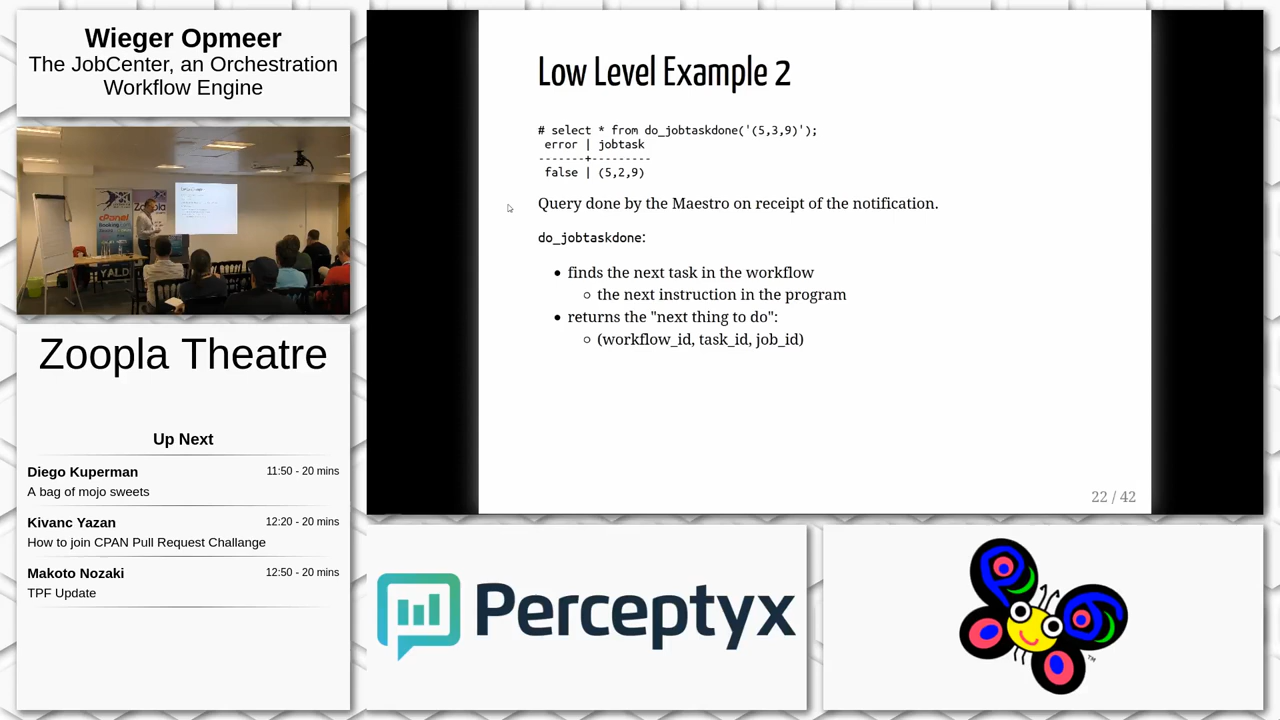 Wieger Opmeer
The JobCenter, an Orchestration
Workflow Engine
cPanel
Zoopla
YALD
Zoopla Theatre
Up Next
Diego Kuperman 11:50 - 20 mins
A bag of mojo sweets
Kivanc Yazan 12:20 - 20 mins
How to join CPAN Pull Request Challange
Makoto Nozaki 12:50 - 20 mins
TPF Update
Low Level Example 2
# select * from do_jobtaskdone('(5,3,9)');
error | jobtask
-------+---------
false | (5,2,9)
Query done by the Maestro on receipt of the notification.
do_jobtaskdone:
• finds the next task in the workflow
○ the next instruction in the program
• returns the "next thing to do":
○ (workflow_id, task_id, job_id)
22 / 42
Perceptyx
P6
TM